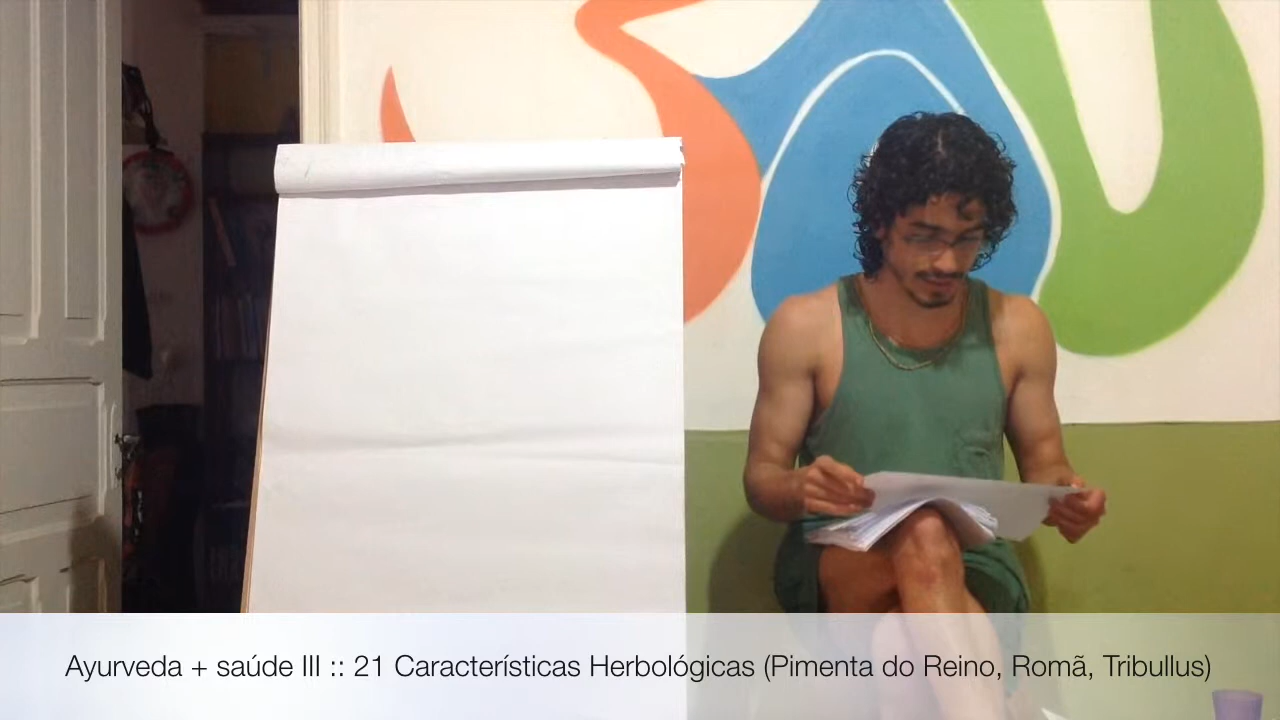 Ayurveda + saúde III :: 21 Características Herbológicas (Pimenta do Reino, Romã, Tribullus)